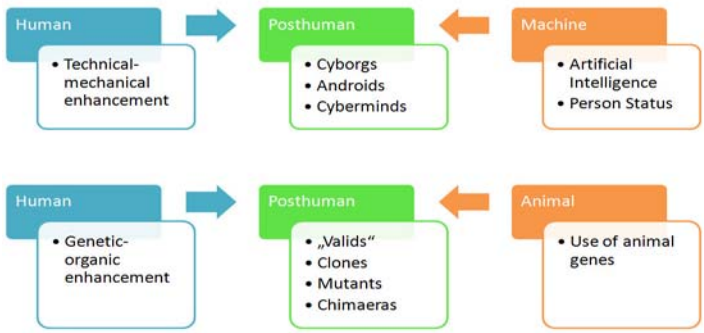 Human
• Technical-
mechanical
enhancement
Posthuman
• Cyborgs
• Androids
• Cyberminds
Machine
• Artificial
Intelligence
• Person Status
Human
• Genetic-
organic
enhancement
Posthuman
• „Valids“
• Clones
• Mutants
• Chimaeras
Animal
• Use of animal
genes